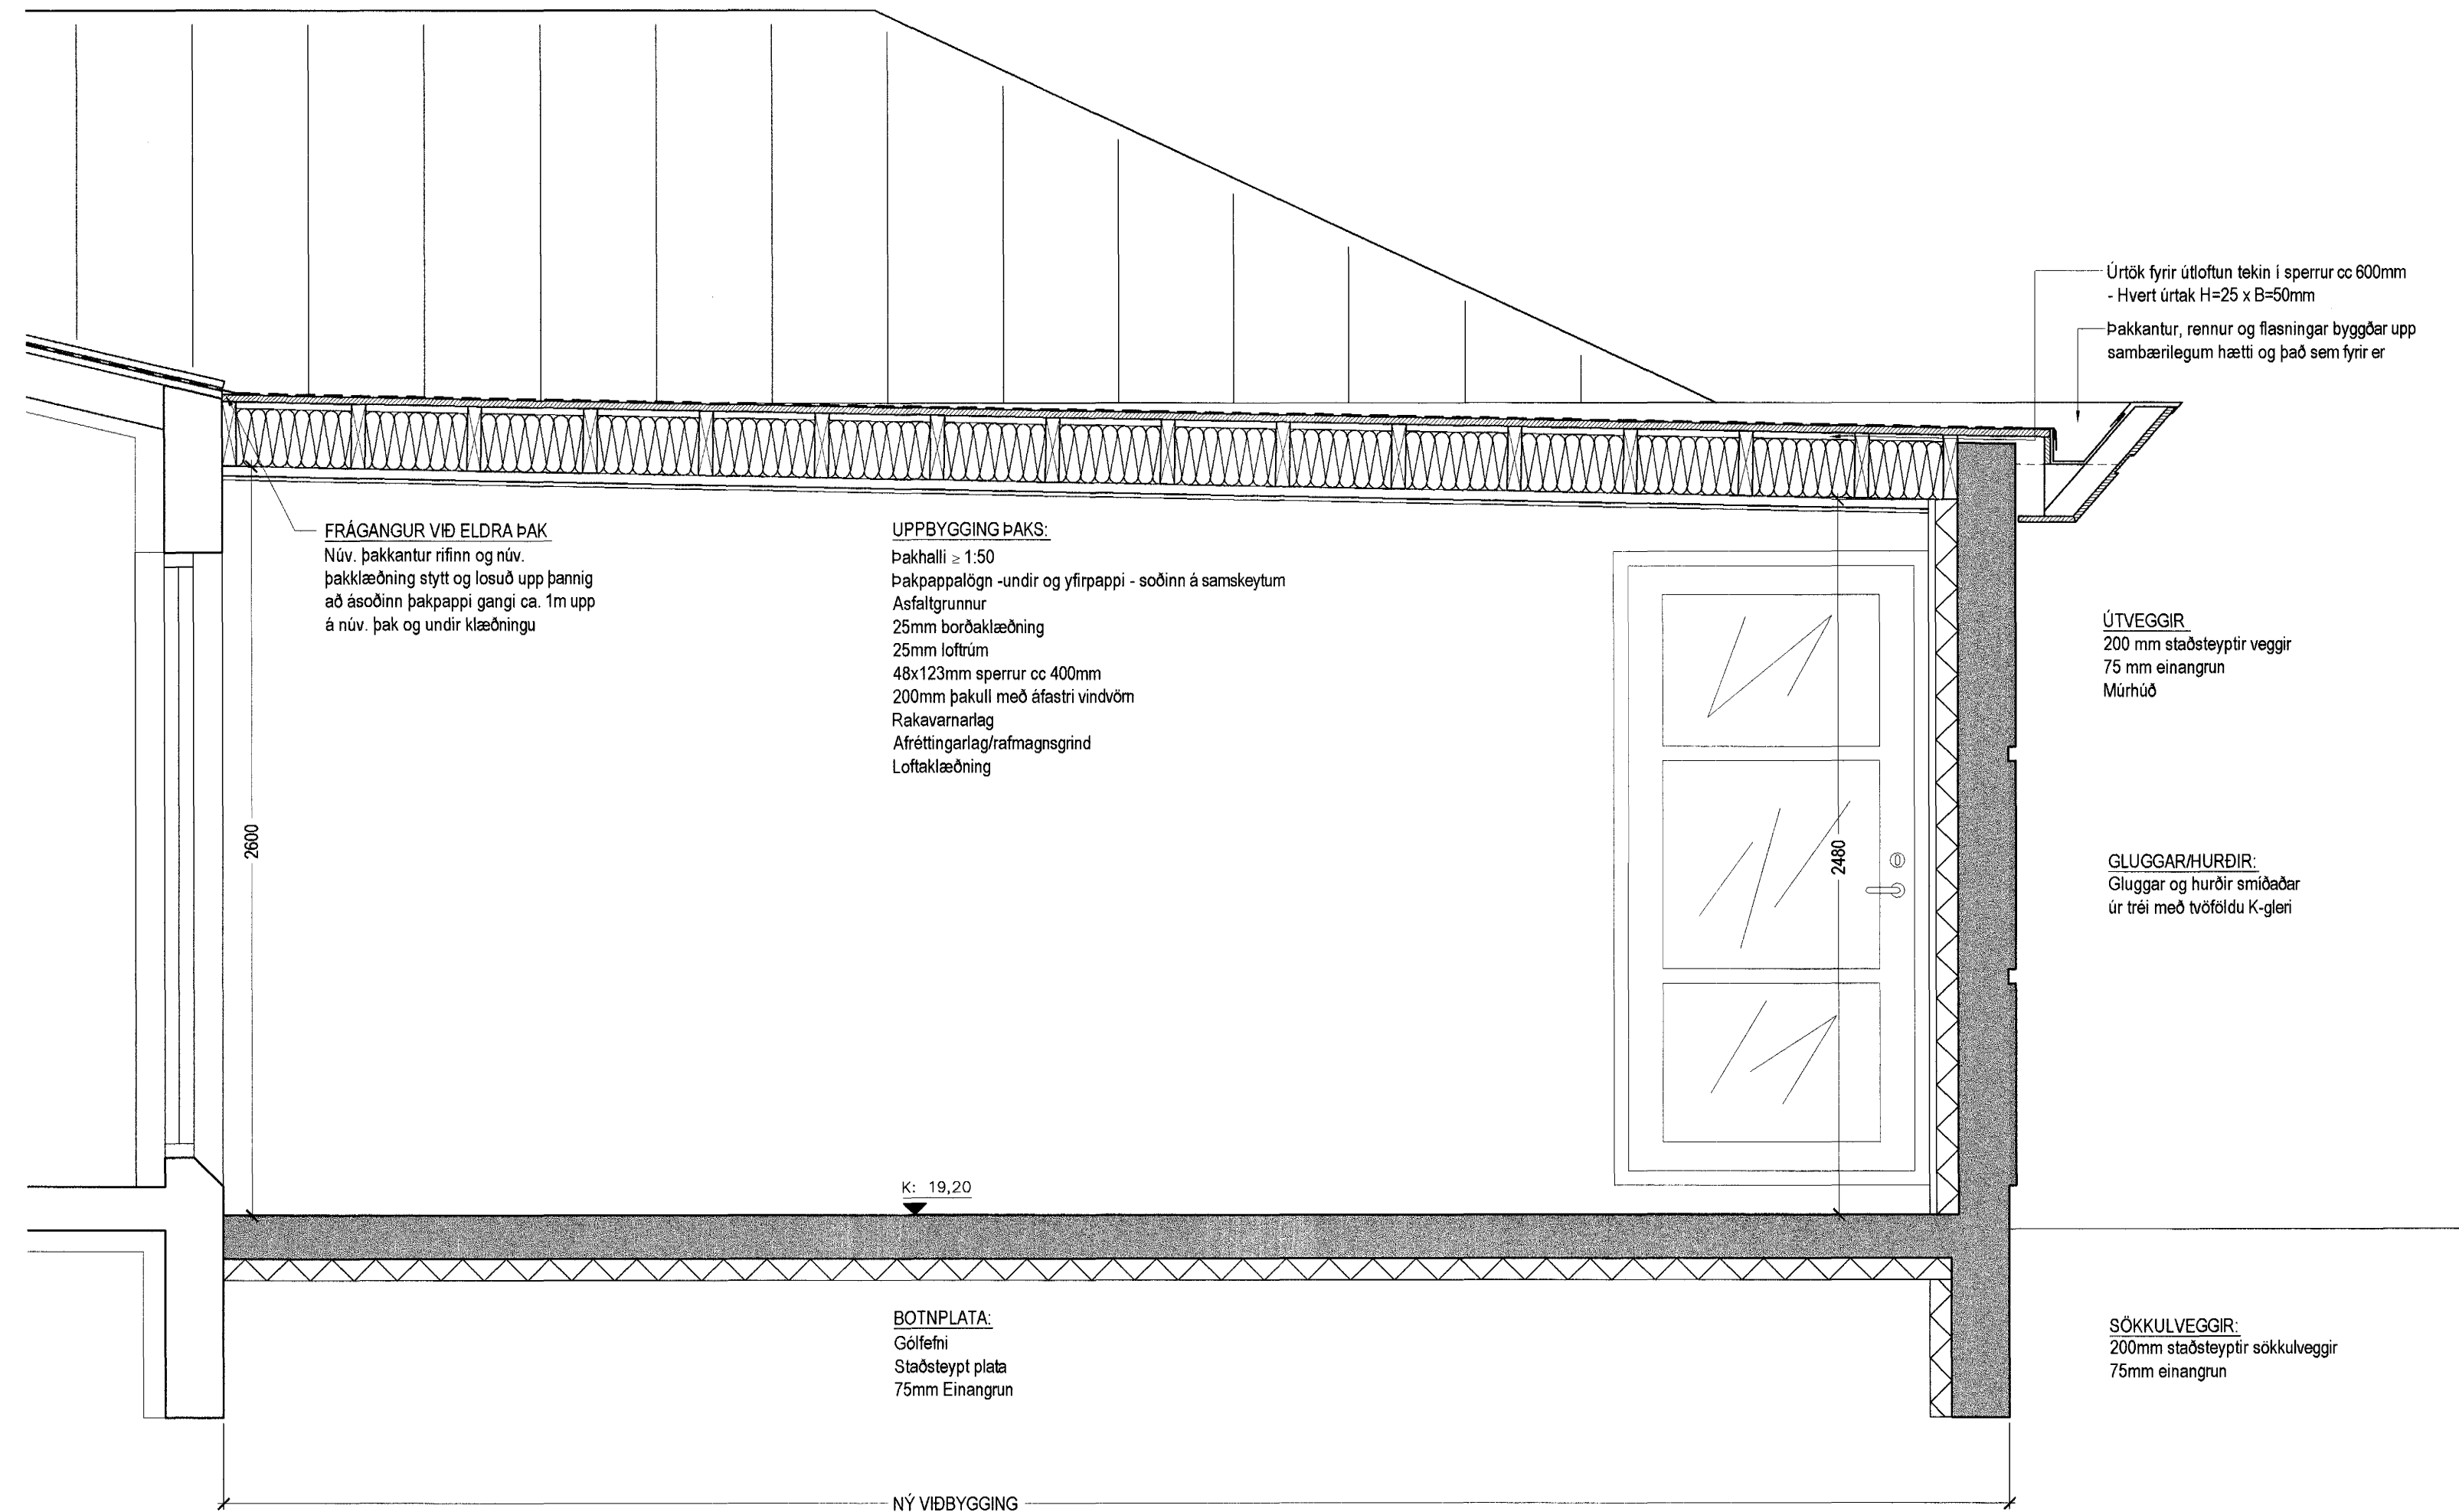 Úrtök fyrir útloftun tekin í sperrur cc 600mm
- Hvert úrtak H=25 x B=50mm
Þakkantur, rennur og flasningar byggðar upp
sambærilegum hætti og það sem fyrir er
FRÁGANGUR VIÐ ELDRA ÞAK
Núv. þakkantur rifinn og núv.
þakklæðning stytt og losuð upp þannig
að ásoðinn þakpappi gangi ca. 1m upp
á núv. þak og undir klæðningu
UPPBYGGING ÞAKS:
Þakhalli ≥ 1:50
Þakpappalögn -undir og yfirpappi - soðinn á samskeytum
Asfaltgrunnur
25mm borðaklæðning
25mm loftrúm
48x123mm sperrur cc 400mm
200mm þakull með áfastri vindvörn
Rakavarnarlag
Afréttingarlag/rafmagnsgrind
Loftaklæðning
ÚTVEGGIR
200 mm staðsteyptir veggir
75 mm einangrun
Múrhúð
2600
2480
GLUGGAR/HURÐIR:
Gluggar og hurðir smíðaðar
úr tréi með tvöföldu K-gleri
K: 19,20
BOTNPLATA:
Gólfefni
Staðsteypt plata
75mm Einangrun
SÖKKULVEGGIR:
200mm staðsteyptir sökkulveggir
75mm einangrun
NÝ VIÐBYGGING